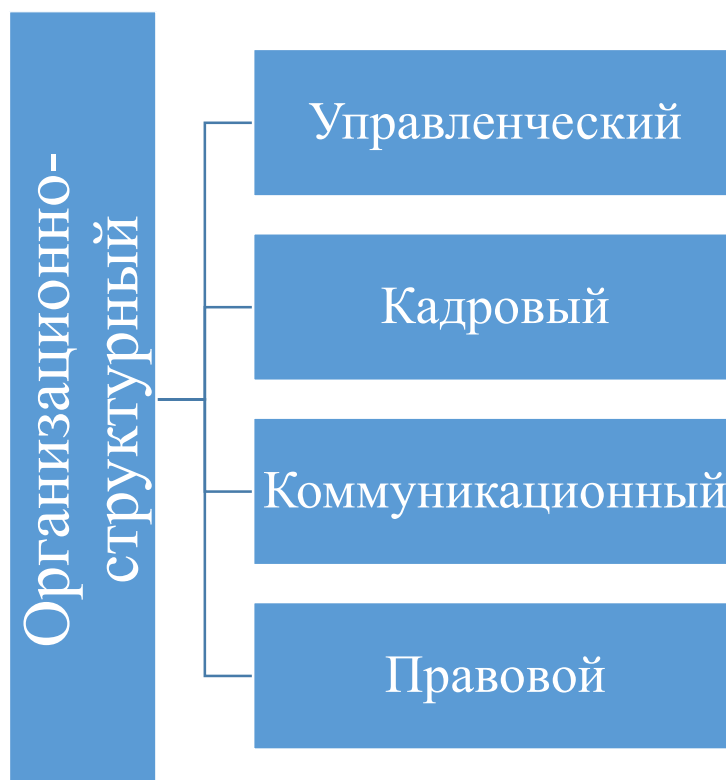 Организационно-
структурный
Управленческий
Кадровый
Коммуникационный
Правовой